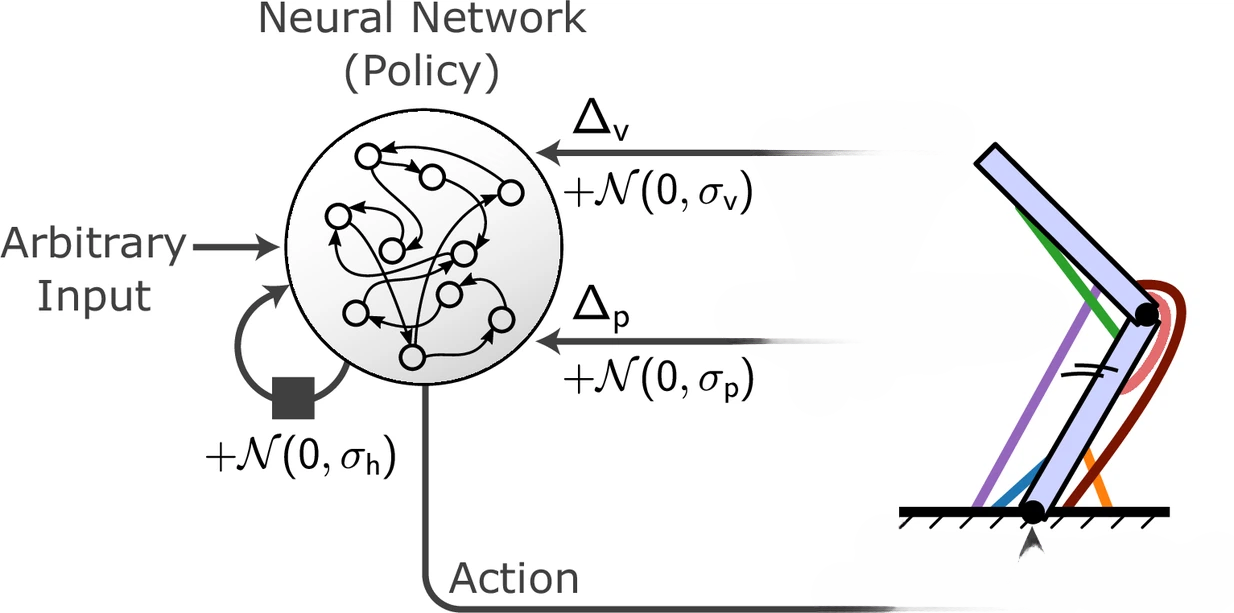 Neural Network
(Policy)
Δv
+𝒩(0, σv)
Arbitrary
Input
Δp
+𝒩(0, σp)
+𝒩(0, σh)
Action